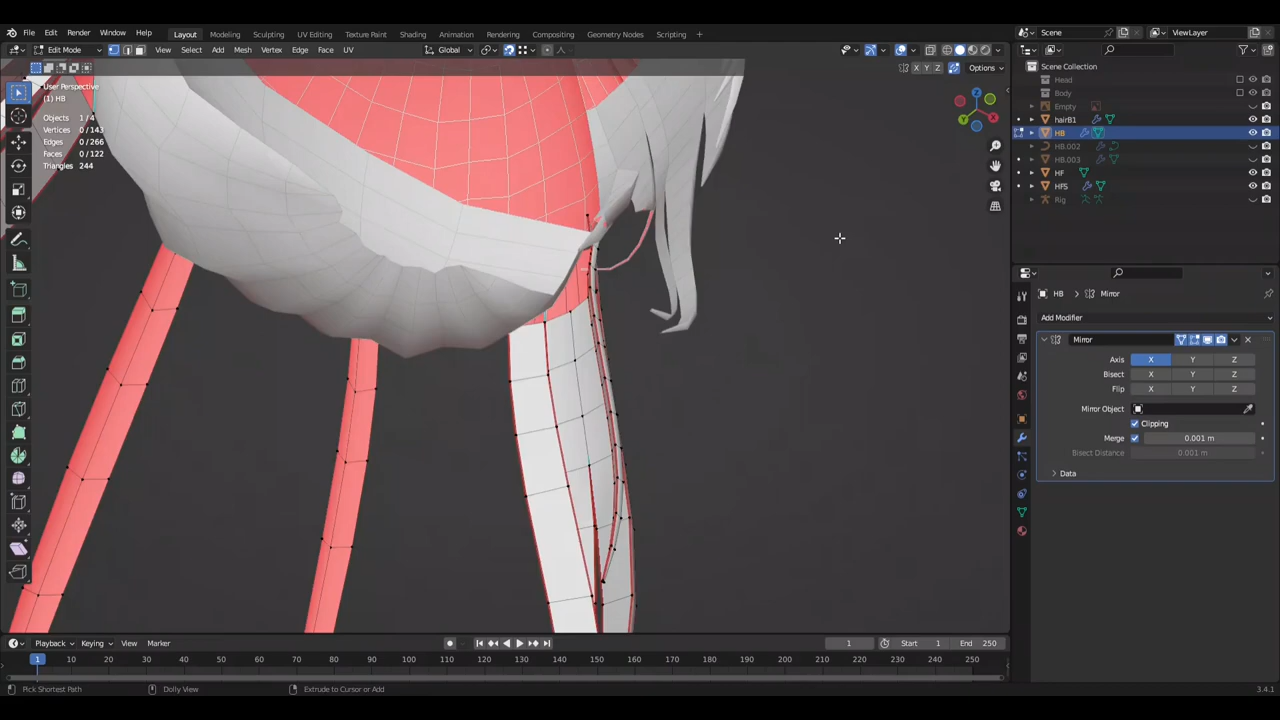 File Edit Render Window Help Layout Modeling Sculpting UV Editing Texture Paint Shading Animation Rendering Compositing Geometry Nodes Scripting Scene ViewLayer
Edit Mode View Select Add Mesh Vertex Edge Face UV Global
X Y Z Options
Scene Collection
User Perspective
(1) HB
Objects 1/4
Vertices 0/143
Edges 0/266
Faces 0/122
Triangles 244
Head
Body
Empty
hairB1
HB
HB.002
HB.003
HF
HFS
Rig
HB > Mirror
Add Modifier
Mirror
Axis X Y Z
Bisect X Y Z
Flip X Y Z
Mirror Object
Clipping
Merge 0.001 m
Bisect Distance 0.001 m
Data
Playback Keying View Marker 1 Start 1 End 250
1 10 20 30 40 50 60 70 80 90 100 110 120 130 140 150 160 170 180 190 200 210 220 230 240 250
Pick Shortest Path Dolly View Extrude to Cursor or Add 3.4.1